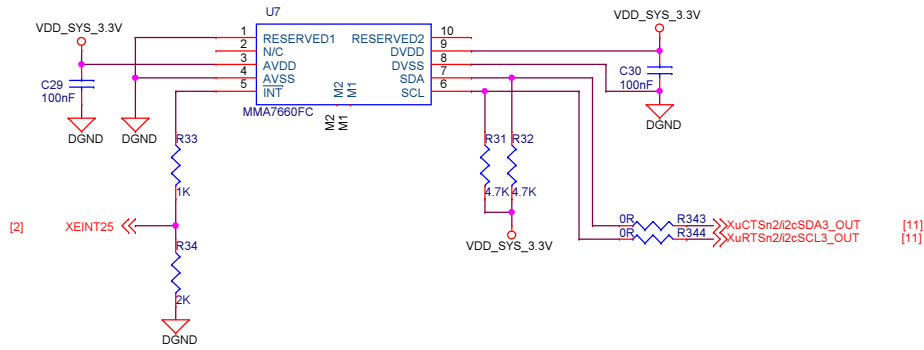 U7
VDD_SYS_3.3V
VDD_SYS_3.3V
1 RESERVED1 RESERVED2 10
2 N/C DVDD 9
3 AVDD DVSS 8
4 AVSS SDA 7
5 INT SCL 6
M2
M1
MMA7660FC
M2
M1
C29
100nF
C30
100nF
DGND
DGND
DGND
R33
1K
R31
4.7K
R32
4.7K
VDD_SYS_3.3V
[2] XEINT25
R34
2K
DGND
0R R343 XuCTSn2/i2cSDA3_OUT [11]
0R R344 XuRTSn2/i2cSCL3_OUT [11]